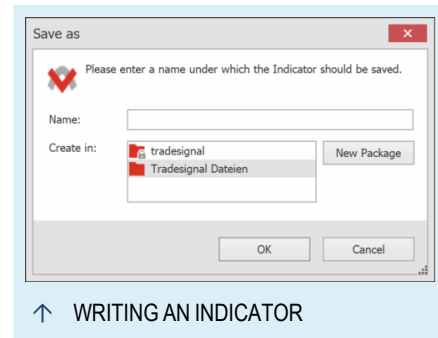 Save as
Please enter a name under which the Indicator should be saved.
Name:
Create in:
tradesignal
Tradesignal Dateien
New Package
OK
Cancel
↑ WRITING AN INDICATOR